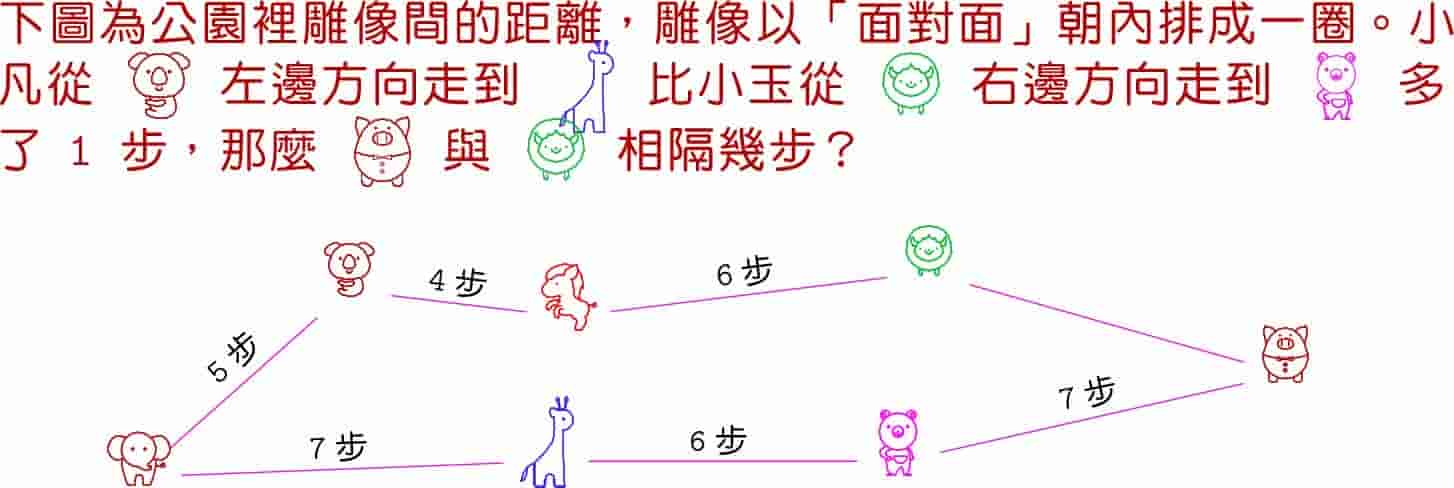 下圖為公園裡雕像間的距離，雕像以「面對面」朝內排成一圈。小
凡從 左邊方向走到 比小玉從 右邊方向走到 多
了 1 步，那麼 與 相隔幾步？
4 步
6 步
5 步
7 步
7 步
6 步